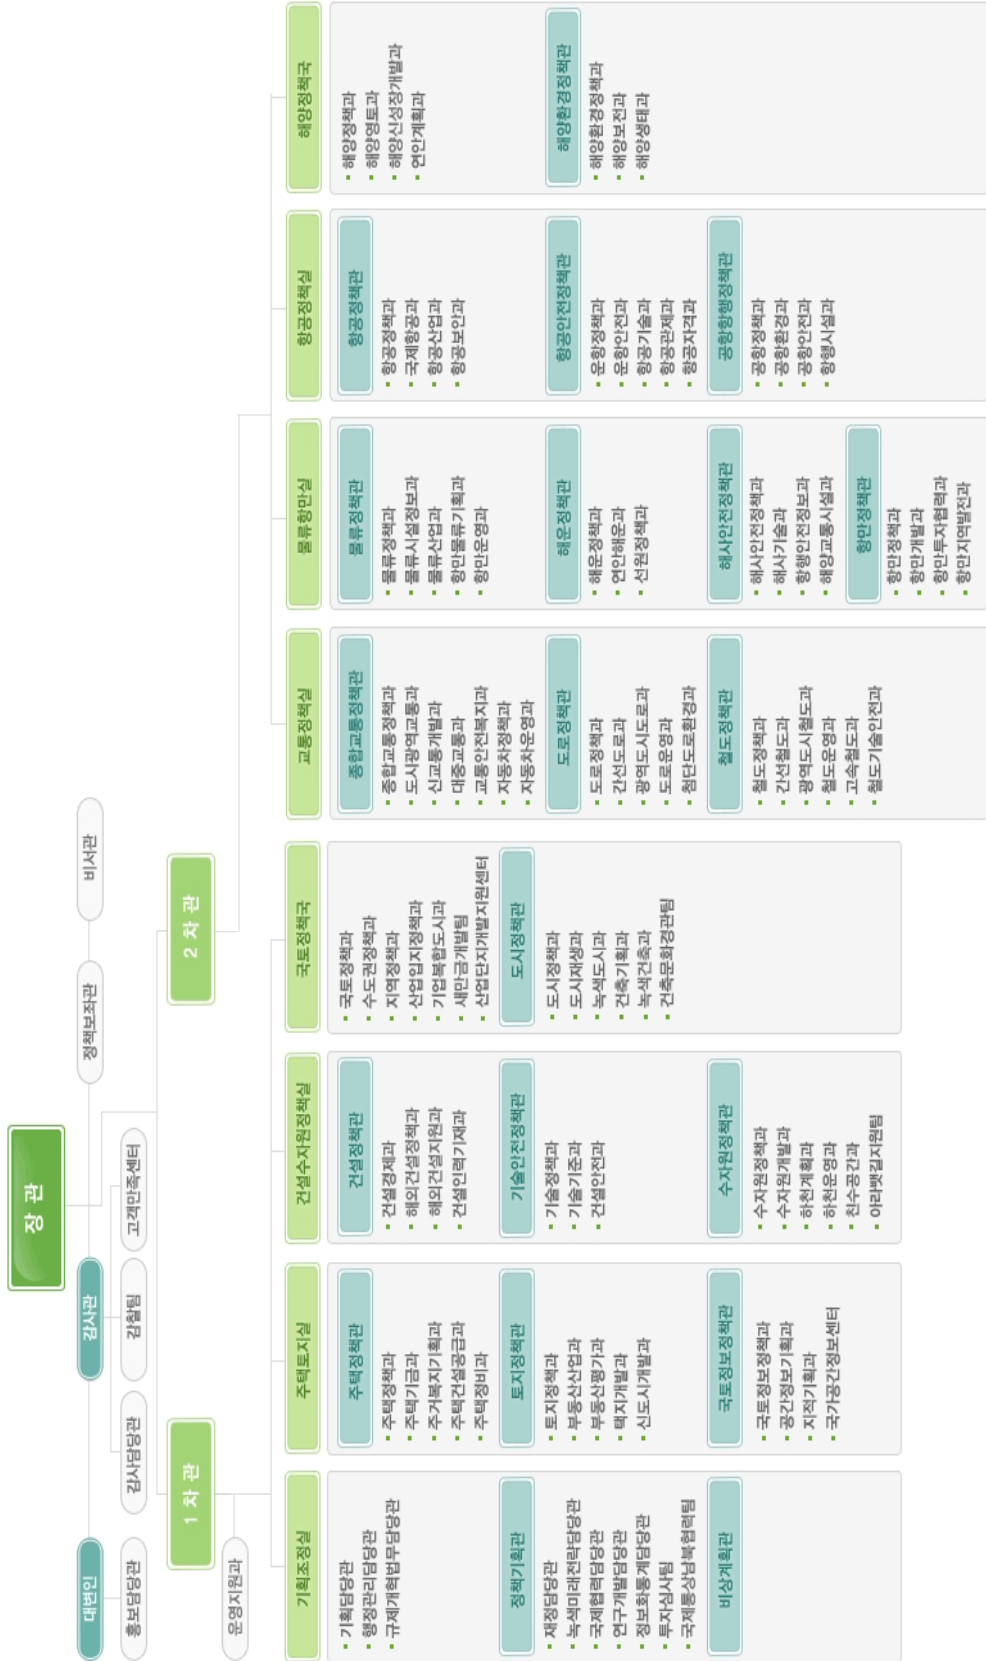 장 관
대변인
감사관
정책보좌관
비서관
홍보담당관
감사담당관
감찰팀
고객만족센터
1 차 관
2 차 관
운영지원과
기획조정실
기획담당관
행정관리담당관
규제개혁법무담당관
정책기획관
재정담당관
녹색미래전략담당관
국제협력담당관
연구개발담당관
정보화통계담당관
투자심사팀
국제통상남북협력팀
비상계획관
주택토지실
주택정책관
주택정책과
주택기금과
주거복지기획과
주택건설공급과
주택정비과
토지정책관
토지정책과
부동산산업과
부동산평가과
택지개발과
신도시개발과
국토정보정책관
국토정보정책과
공간정보기획과
지적기획과
국가공간정보센터
건설수자원정책실
건설정책관
건설경제과
해외건설정책과
해외건설지원과
건설인력기재과
기술안전정책관
기술정책과
기술기준과
건설안전과
수자원정책관
수자원정책과
수자원개발과
하천계획과
하천운영과
친수공간과
아라뱃길지원팀
국토정책국
국토정책과
수도권정책과
지역정책과
산업입지정책과
기업복합도시과
새만금개발팀
산업단지개발지원센터
도시정책관
도시정책과
도시재생과
녹색도시과
건축기획과
녹색건축과
건축문화경관팀
교통정책실
종합교통정책관
종합교통정책과
도시광역교통과
신교통개발과
대중교통과
교통안전복지과
자동차정책과
자동차운영과
도로정책관
도로정책과
간선도로과
광역도시도로과
도로운영과
첨단도로환경과
철도정책관
철도정책과
간선철도과
광역도시철도과
철도운영과
고속철도과
철도기술안전과
물류항만실
물류정책관
물류정책과
물류시설정보과
물류산업과
항만물류기획과
항만운영과
해운정책관
해운정책과
연안해운과
선원정책과
해사안전정책관
해사안전정책과
해사기술과
항행안전정보과
해양교통시설과
항만정책관
항만정책과
항만개발과
항만투자협력과
항만지역발전과
항공정책실
항공정책관
항공정책과
국제항공과
항공산업과
항공보안과
항공안전정책관
운항정책과
운항안전과
항공기술과
항공관제과
항공자격과
공항항행정책관
공항정책과
공항환경과
공항안전과
항행시설과
해양정책국
해양정책과
해양영토과
해양신성장개발과
연안계획과
해양환경정책관
해양환경정책과
해양보전과
해양생태과